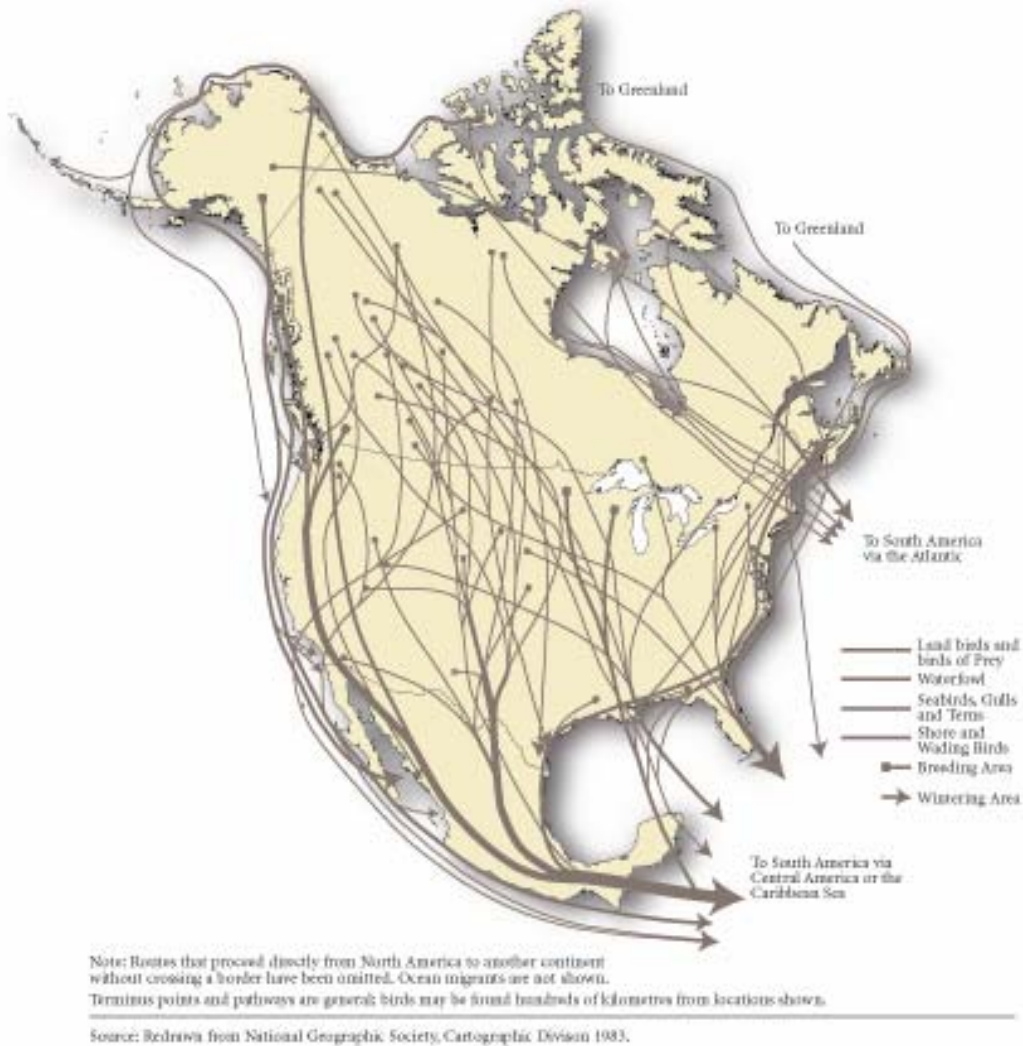 To Greenland
To Greenland
To South America
via the Atlantic
Land birds and
birds of Prey
Waterfowl
Seabirds, Gulls
and Terns
Shore and
Wading Birds
Breeding Area
Wintering Area
To South America via
Central America or the
Caribbean Sea
Note: Routes that proceed directly from North America to another continent
without crossing a border have been omitted. Ocean migrants are not shown.
Terminus points and pathways are general: birds may be found hundreds of kilometres from locations shown.
Source: Redrawn from National Geographic Society, Cartographic Divison 1983.